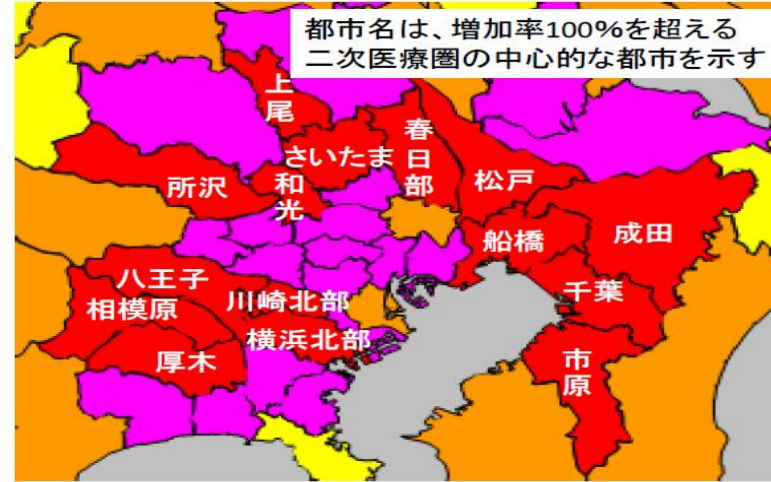 都市名は、増加率100%を超える
二次医療圏の中心的な都市を示す
上尾
さいたま
春日部
所沢
和光
松戸
船橋
成田
八王子
相模原
川崎北部
千葉
横浜北部
厚木
市原